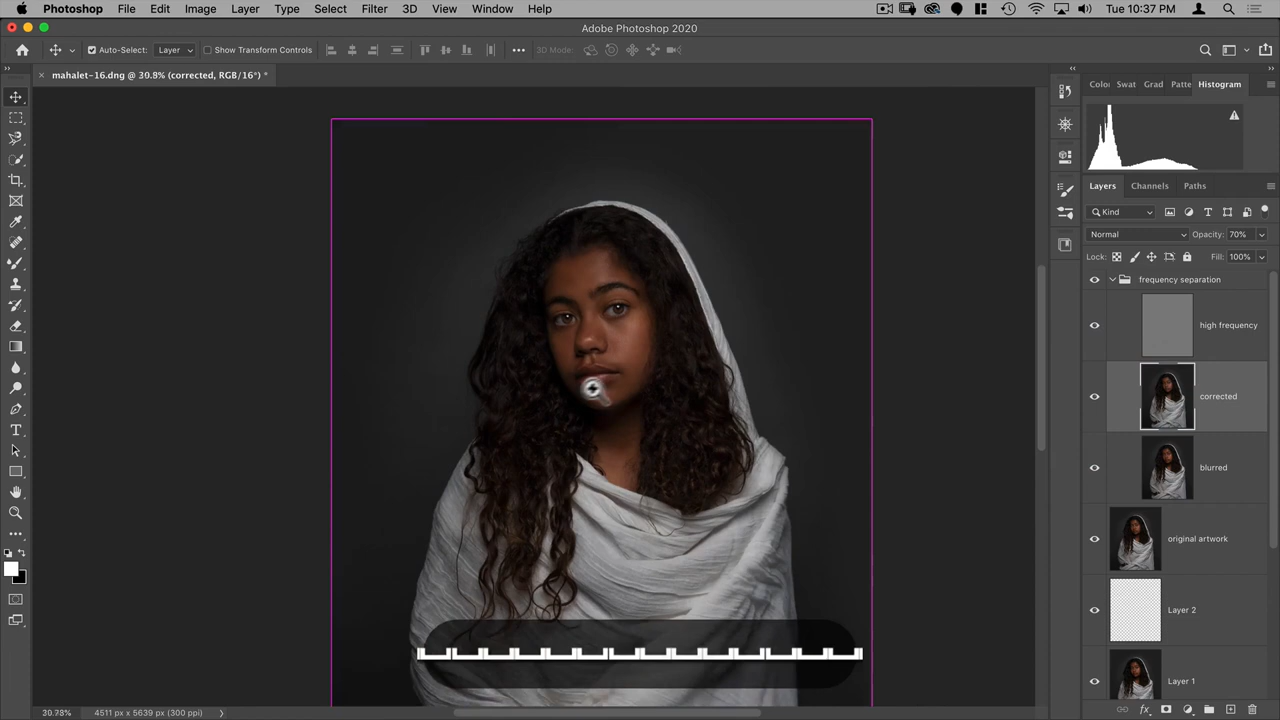 Photoshop File Edit Image Layer Type Select Filter 3D View Window Help Tue 10:37 PM
Adobe Photoshop 2020
Auto-Select: Layer Show Transform Controls 3D Mode:
mahalet-16.dng @ 30.8% (corrected, RGB/16*) *
Color Swat Grad Patte Histogram
Layers Channels Paths
Kind
Normal Opacity: 70%
Lock: Fill: 100%
frequency separation
high frequency
corrected
blurred
original artwork
Layer 2
Layer 1
30.78% 4511 px x 5639 px (300 ppi)